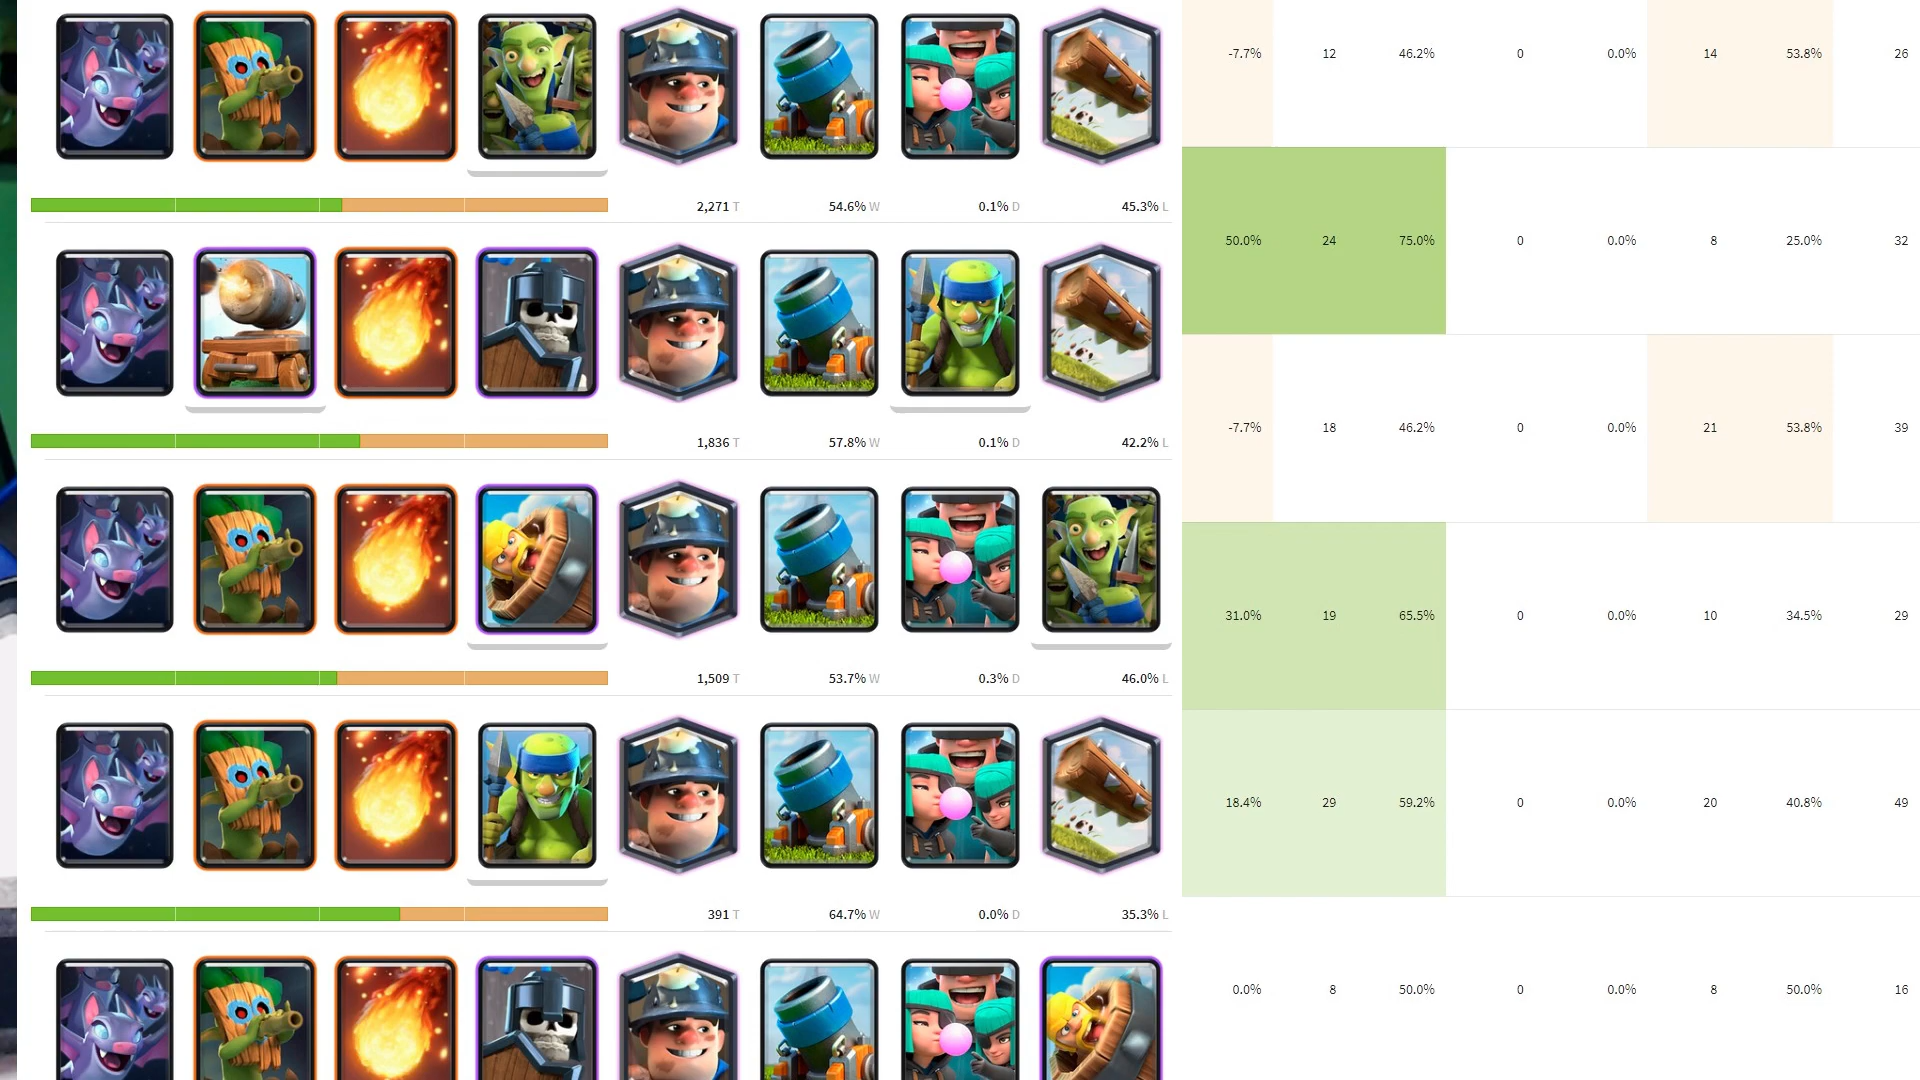 -7.7% 12 46.2% 0 0.0% 14 53.8% 26
2,271 T 54.6% W 0.1% D 45.3% L
50.0% 24 75.0% 0 0.0% 8 25.0% 32
1,836 T 57.8% W 0.1% D 42.2% L
-7.7% 18 46.2% 0 0.0% 21 53.8% 39
31.0% 19 65.5% 0 0.0% 10 34.5% 29
1,509 T 53.7% W 0.3% D 46.0% L
18.4% 29 59.2% 0 0.0% 20 40.8% 49
391 T 64.7% W 0.0% D 35.3% L
0.0% 8 50.0% 0 0.0% 8 50.0% 16